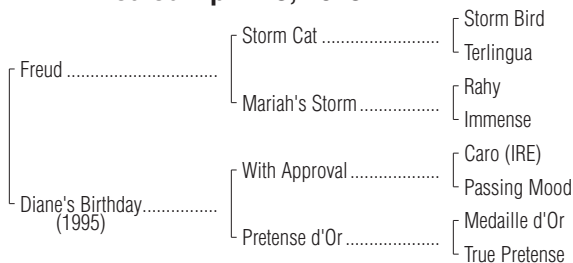 Storm Bird
Storm Cat ........................
Terlingua
Freud ................................
Rahy
Mariah's Storm .................
Immense
Caro (IRE)
With Approval ...................
Passing Mood
Diane's Birthday................
(1995)
Medaille d'Or
Pretense d'Or ....................
True Pretense